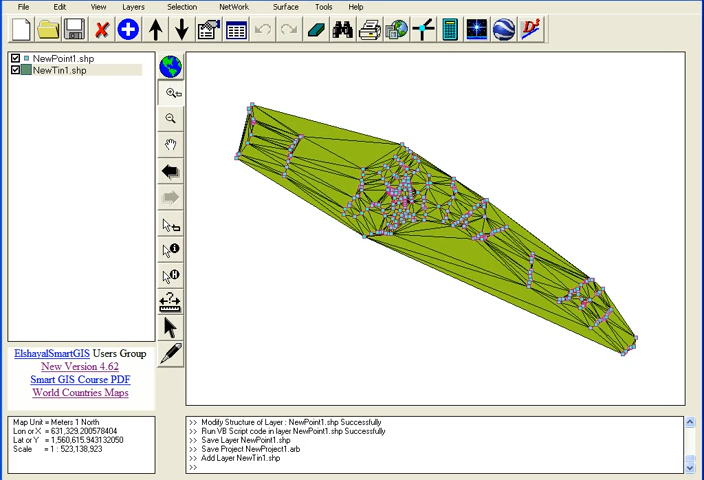 File Edit View Layers Selection NetWork Surface Tools Help
NewPoint1.shp
NewTin1.shp
ElshayalSmartGIS Users Group
New Version 4.62
Smart GIS Course PDF
World Countries Maps
Map Unit = Meters 1 North
Lon or X = 631,329.200578404
Lat or Y = 1,560,615.943132050
Scale = 1 : 523,138,923
>> Modify Structure of Layer : NewPoint1.shp Successfully
>> Run VB Script code in layer NewPoint1.shp Successfully
>> Save Layer NewPoint1.shp
>> Save Project NewProject1.arb
>> Add Layer NewTin1.shp
>>